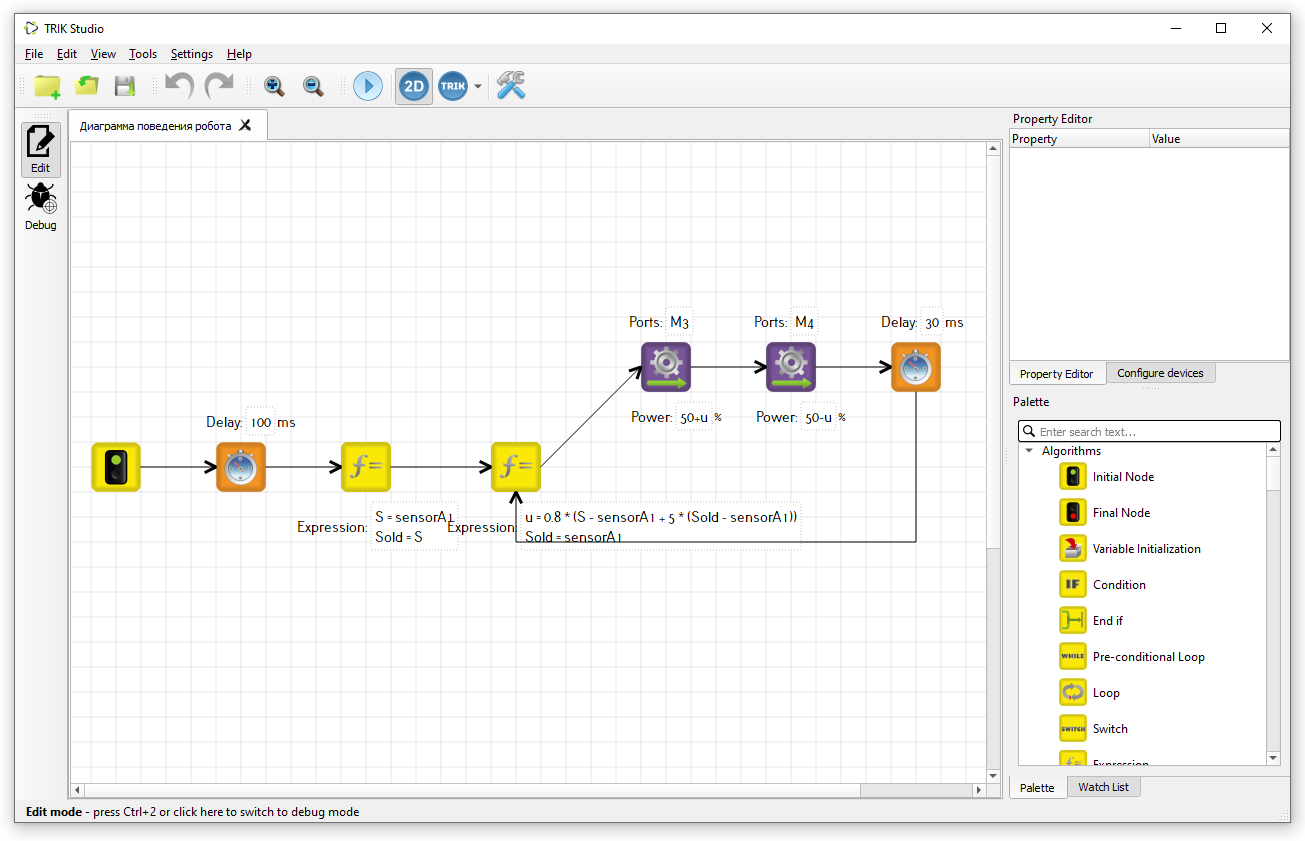 TRIK Studio
File Edit View Tools Settings Help
2D TRIK
Edit
Debug
Диаграмма поведения робота
Ports: M3
Ports: M4
Delay: 30 ms
Power: 50+u %
Power: 50-u %
Delay: 100 ms
f=
f=
Expression:
S = sensorA1
Sold = S
Expression:
u = 0.8 * (S - sensorA1 + 5 * (Sold - sensorA1))
Sold = sensorA1
Property Editor
Property Value
Property Editor Configure devices
Palette
Enter search text...
Algorithms
Initial Node
Final Node
Variable Initialization
IF Condition
End if
WHILE Pre-conditional Loop
Loop
SWITCH Switch
f= Expression
Palette Watch List
Edit mode - press Ctrl+2 or click here to switch to debug mode